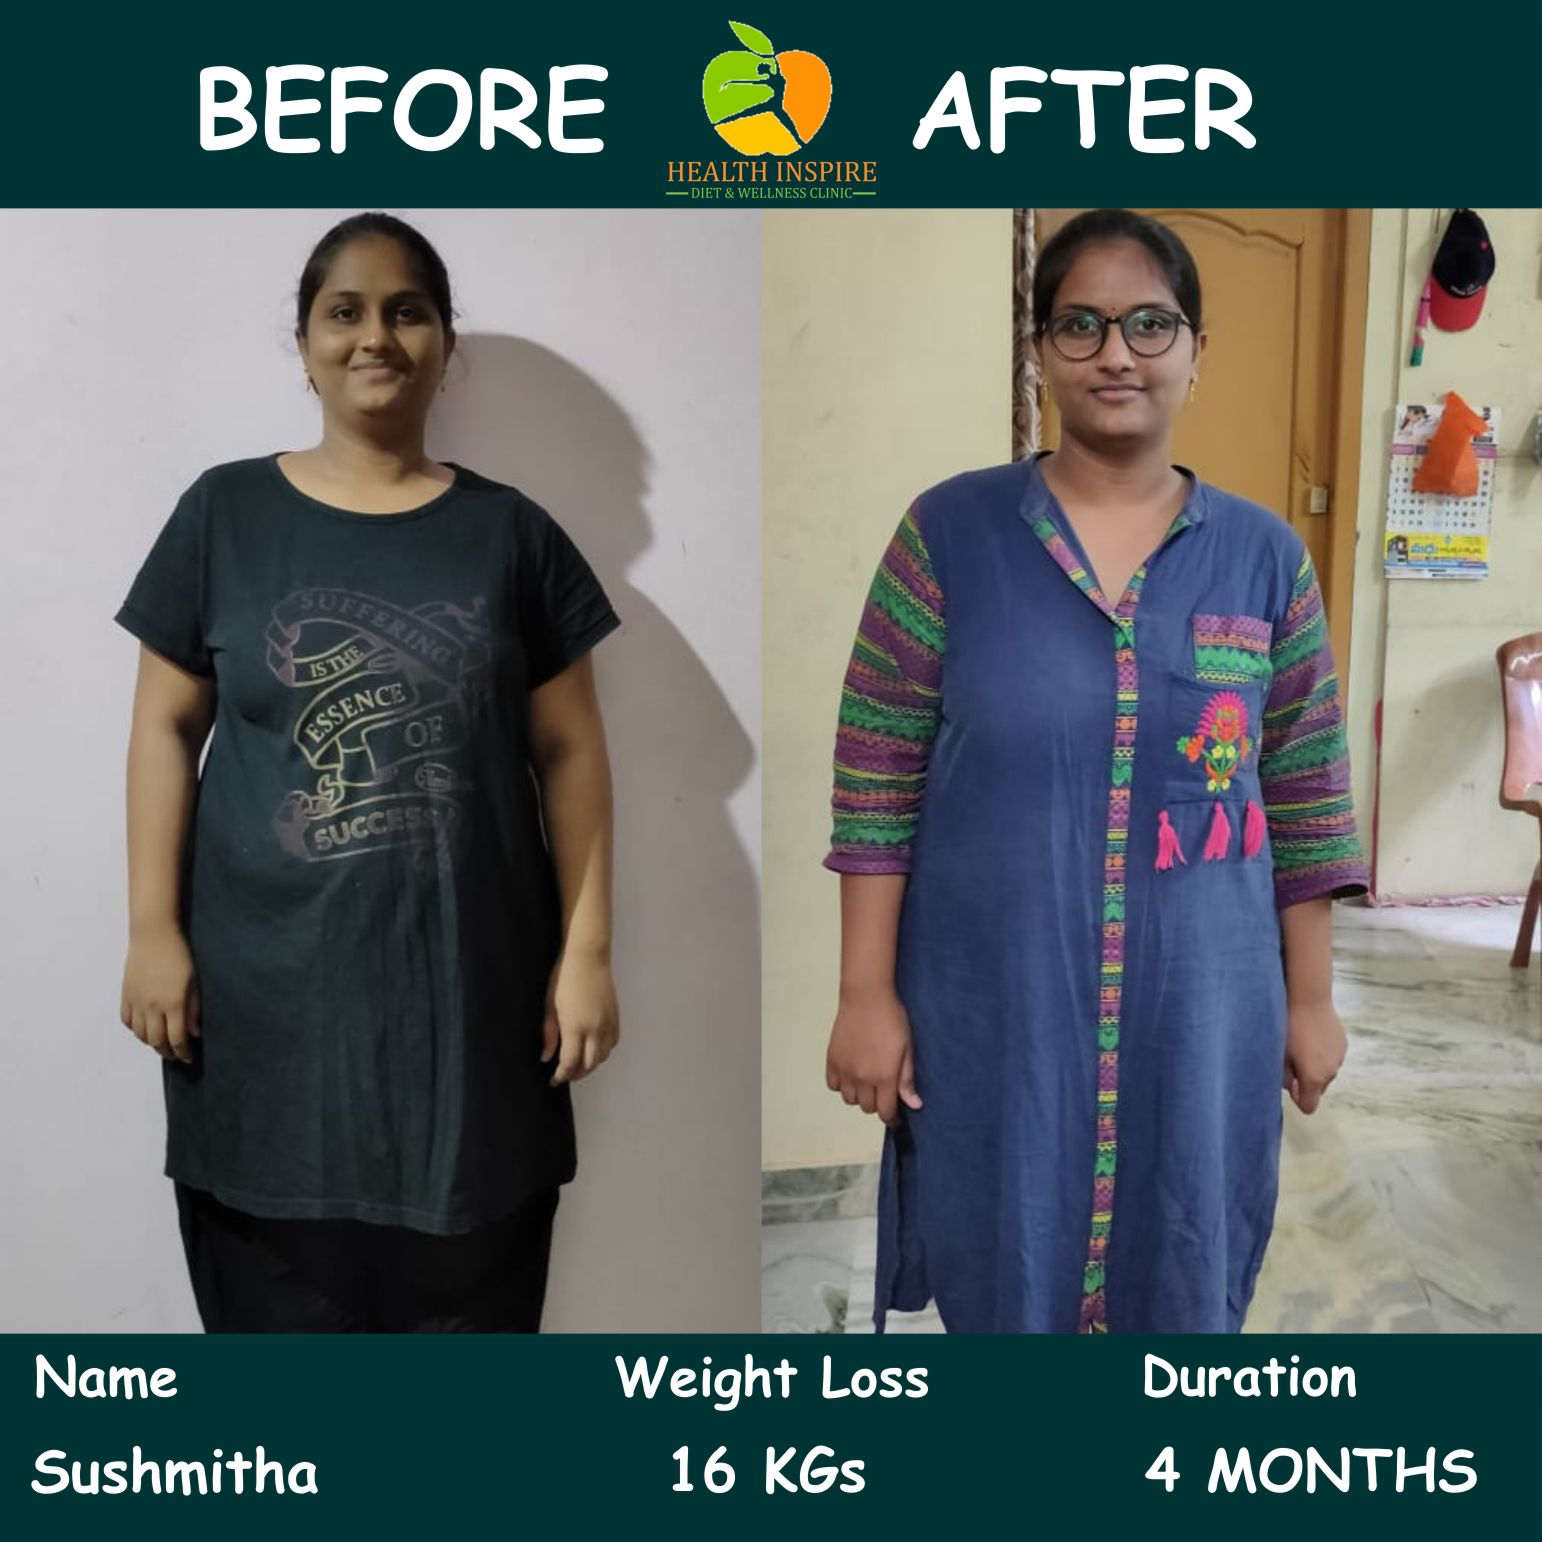 BEFORE
AFTER
HEALTH INSPIRE
DIET & WELLNESS CLINIC
SUFFERING
IS THE
ESSENCE
OF
SUCCESS
Name
Weight Loss
Duration
Sushmitha
16 KGs
4 MONTHS